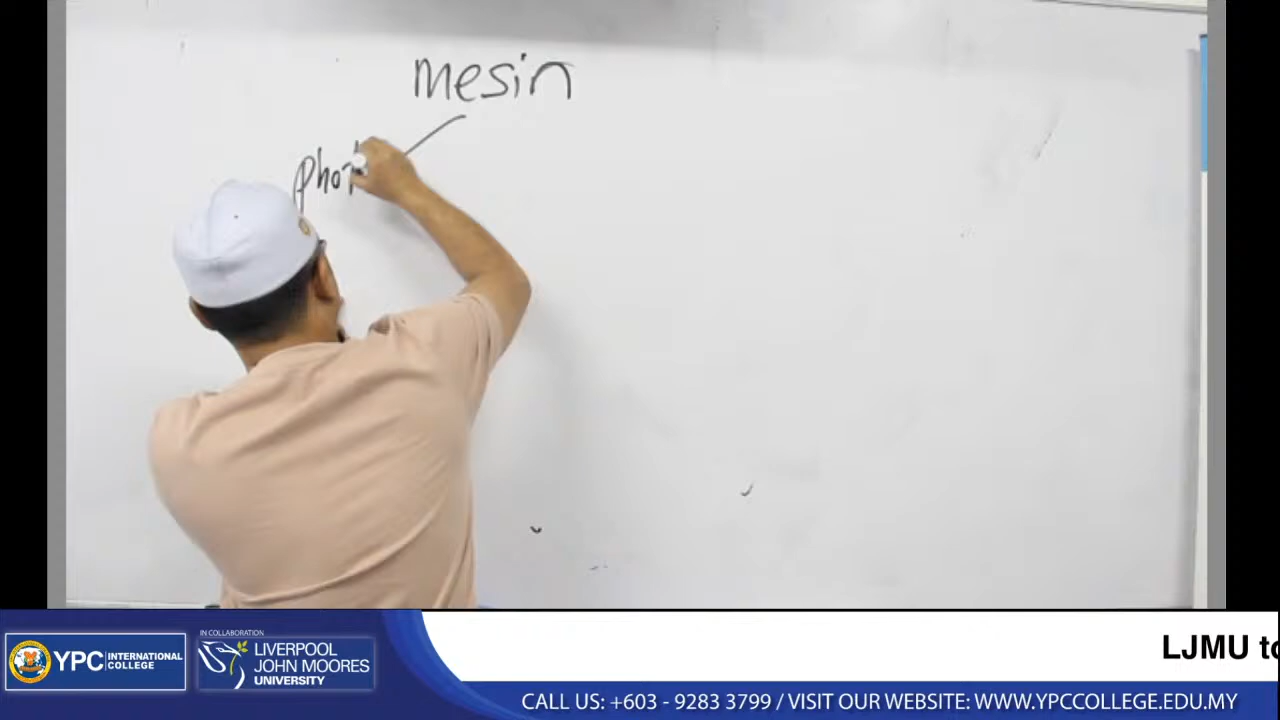 mesin
phot
YPC INTERNATIONAL COLLEGE
IN COLLABORATION
LIVERPOOL
JOHN MOORES
UNIVERSITY
LJMU to
CALL US: +603 - 9283 3799 / VISIT OUR WEBSITE: WWW.YPCCOLLEGE.EDU.MY